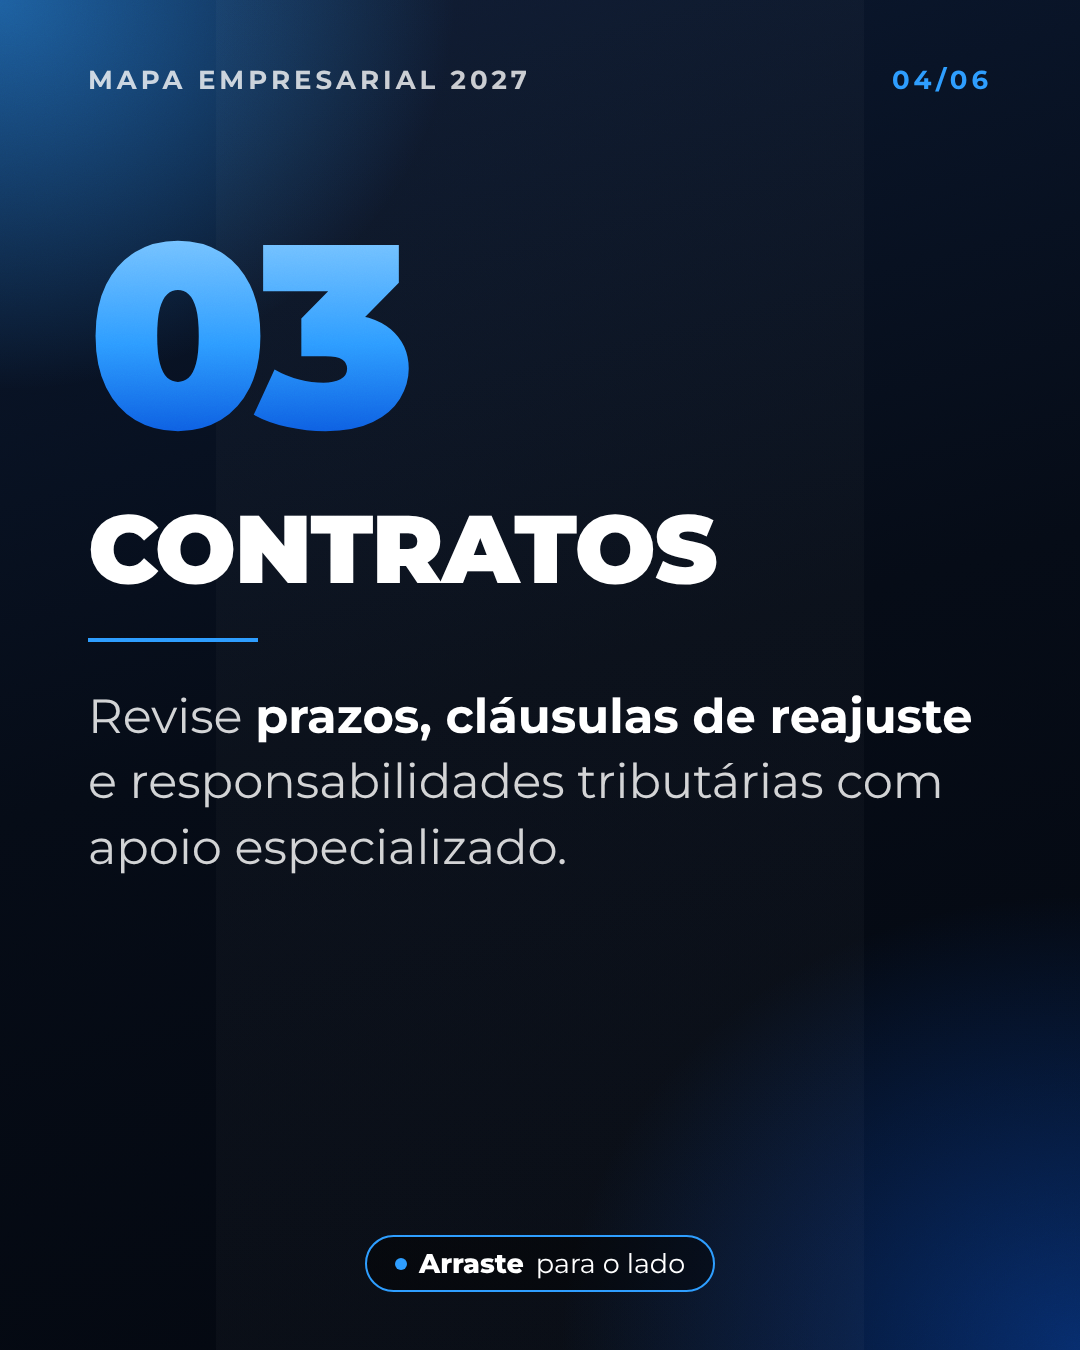 MAPA EMPRESARIAL 2027
04/06
03
CONTRATOS
Revise prazos, cláusulas de reajuste
e responsabilidades tributárias com
apoio especializado.
Arraste para o lado